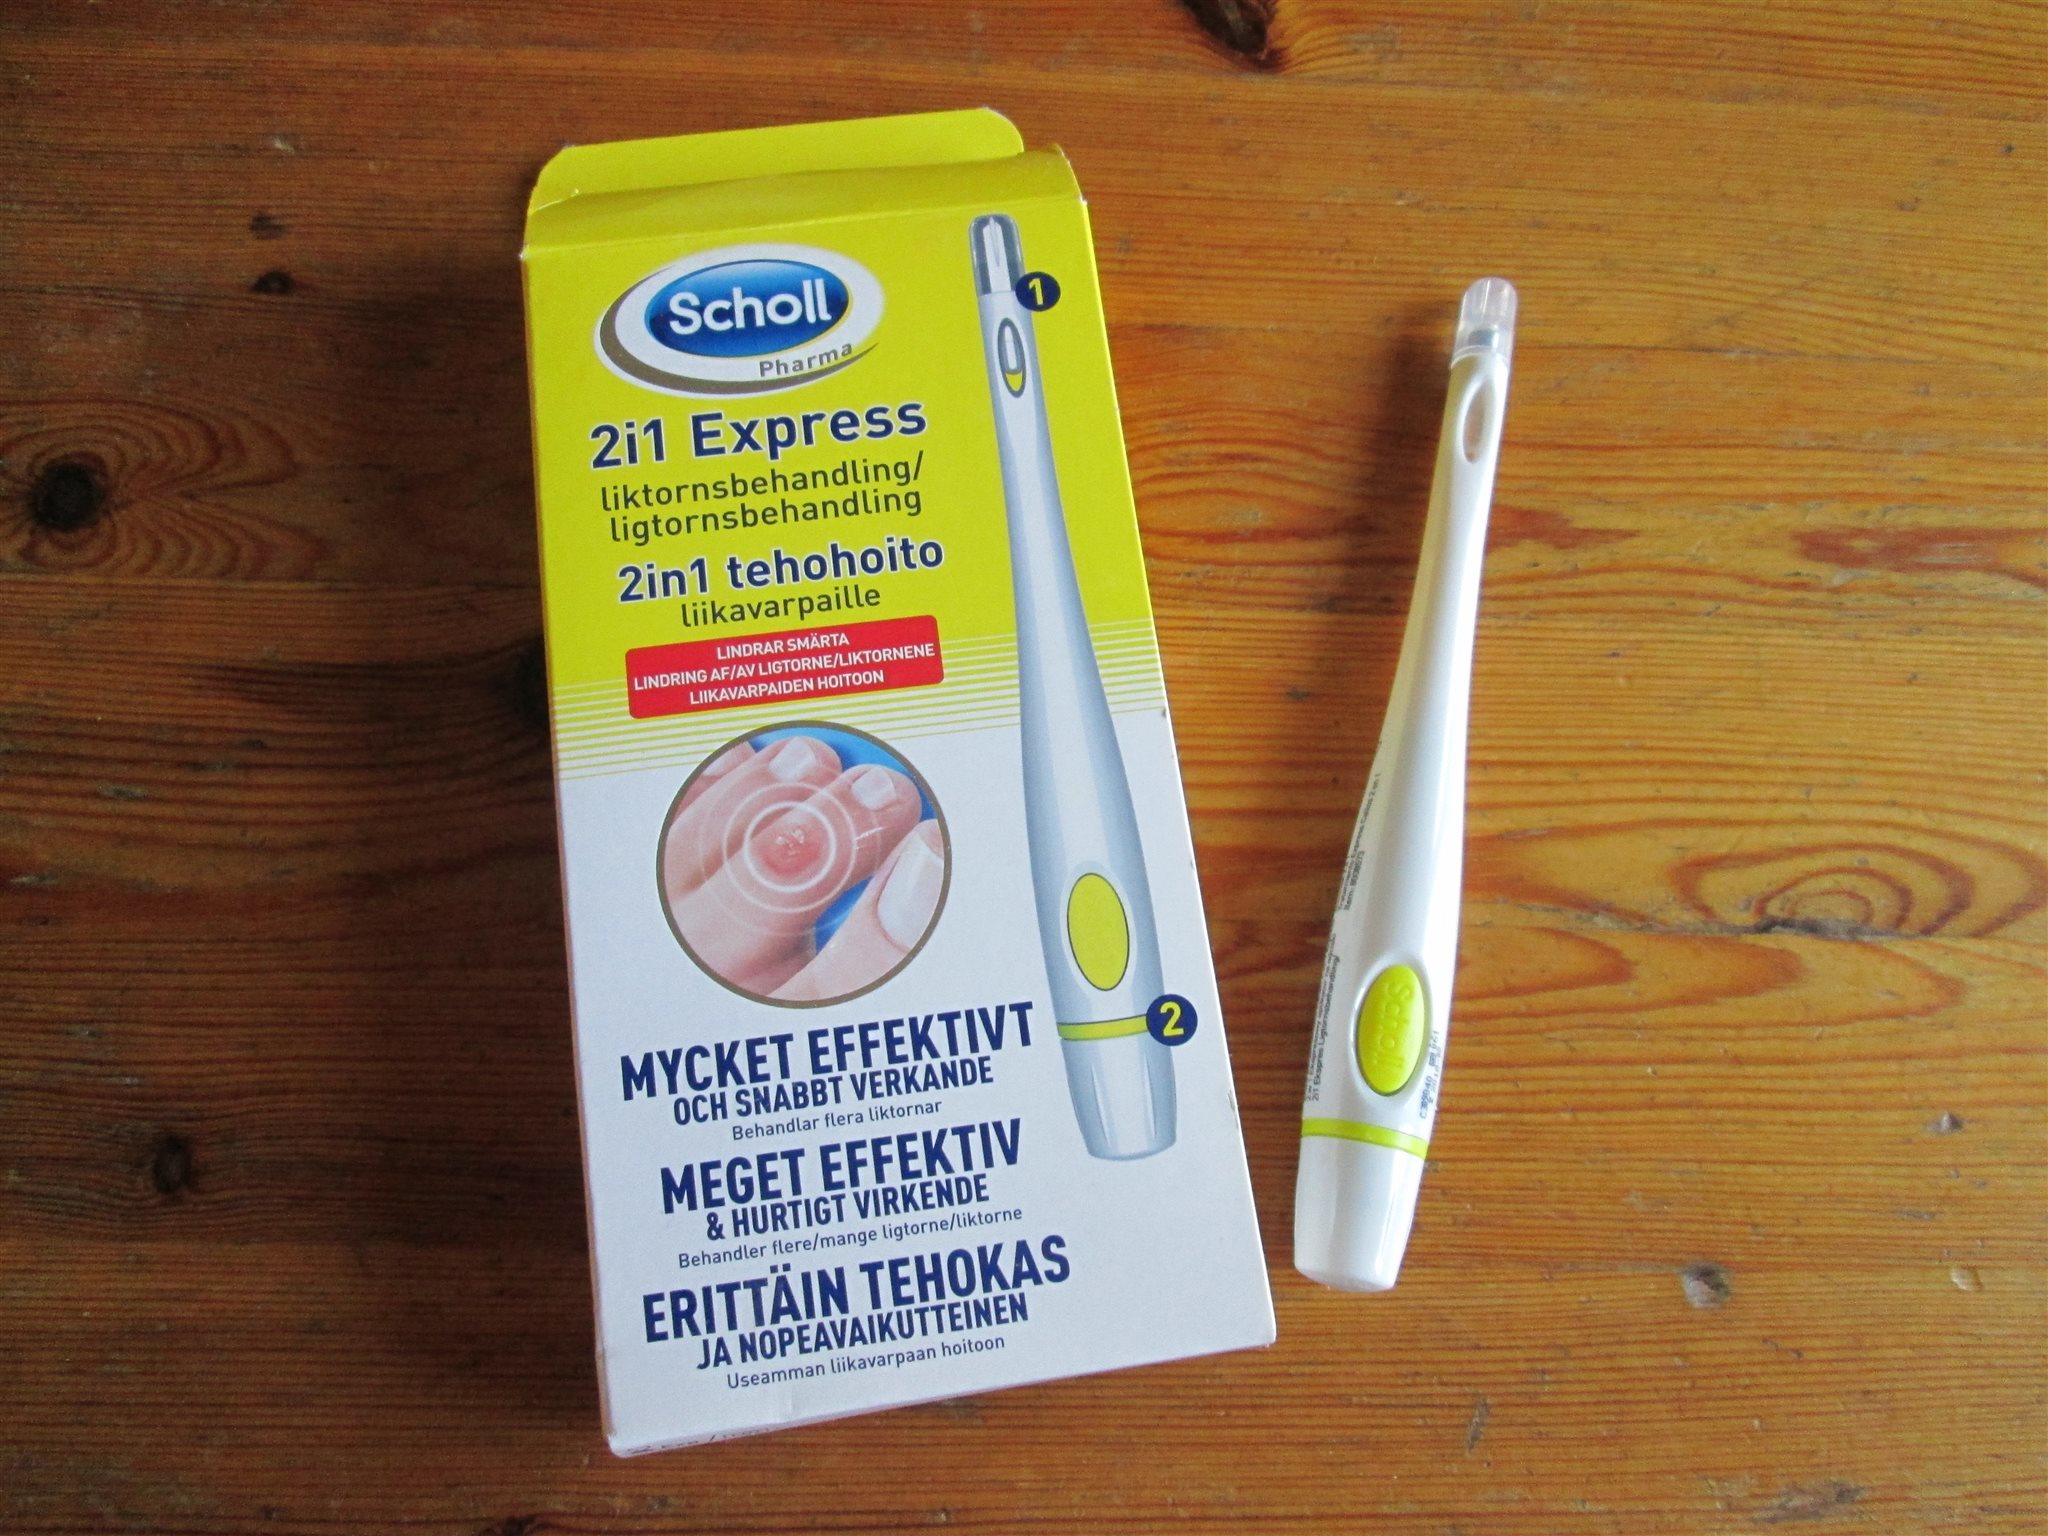 Scholl
Pharma
2i1 Express
liktornsbehandling/
ligtornsbehandling
2in1 tehohoito
liikavarpaille
LINDRAR SMÄRTA
LINDRING AF/AV LIGTORNE/LIKTORNENE
LIIKAVARPAIDEN HOITOON
1
2
MYCKET EFFEKTIVT
OCH SNABBT VERKANDE
Behandlar flera liktornar
MEGET EFFEKTIV
& HURTIGT VIRKENDE
Behandler flere/mange ligtorne/liktorne
ERITTÄIN TEHOKAS
JA NOPEAVAIKUTTEINEN
Useamman liikavarpaan hoitoon
Scholl